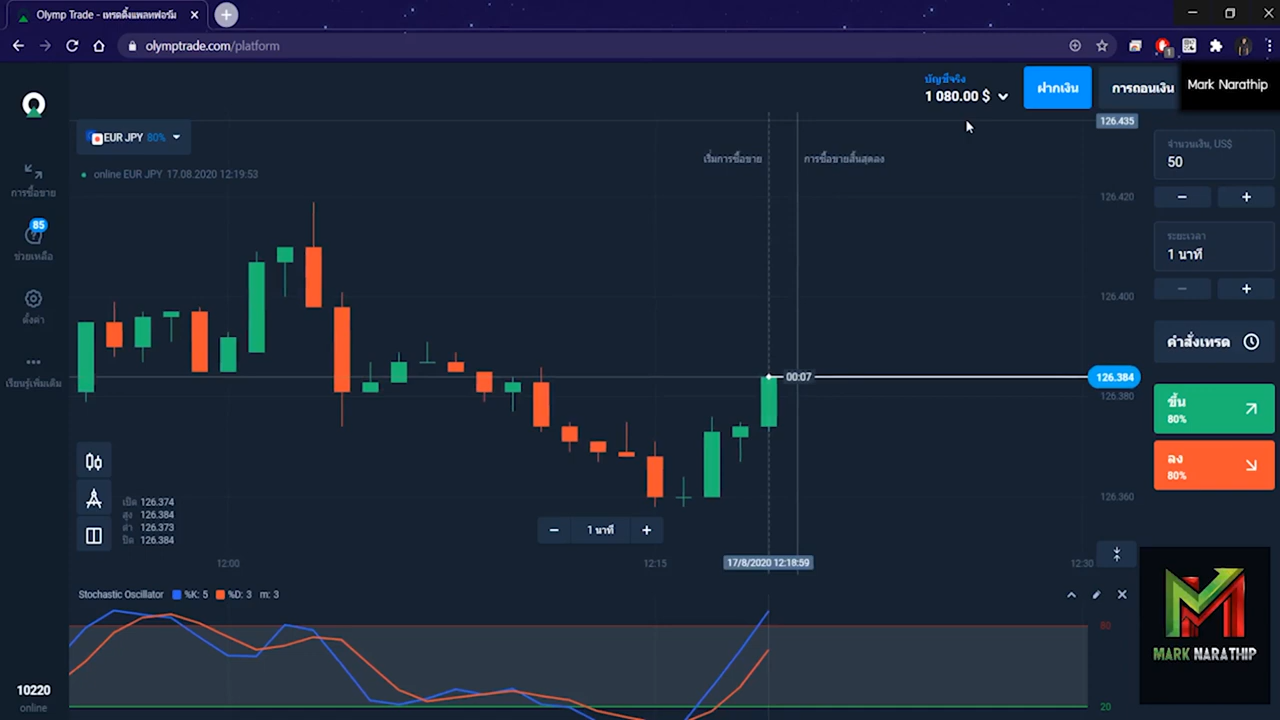 Olymp Trade - เทรดดิ้งแพลทฟอร์ม
olymptrade.com/platform
1
บัญชีจริง
1 080.00 $
ฝากเงิน
การถอนเงิน
Mark Narathip
EUR JPY 80%
online EUR JPY 17.08.2020 12:19:53
เริ่มการซื้อขาย
การซื้อขายสิ้นสุดลง
126.435
126.420
126.400
126.384
126.380
126.360
00:07
การซื้อขาย
85
ช่วยเหลือ
ตั้งค่า
เรียนรู้เพิ่มเติม
จำนวนเงิน, US$
50
ระยะเวลา
1 นาที
คำสั่งเทรด
ขึ้น
80%
ลง
80%
เปิด 126.374
สูง 126.384
ต่ำ 126.373
ปิด 126.384
1 นาที
12:00
12:15
17/8/2020 12:18:59
12:30
Stochastic Oscillator %K: 5 %D: 3 m: 3
80
20
10220
online
MARK NARATHIP